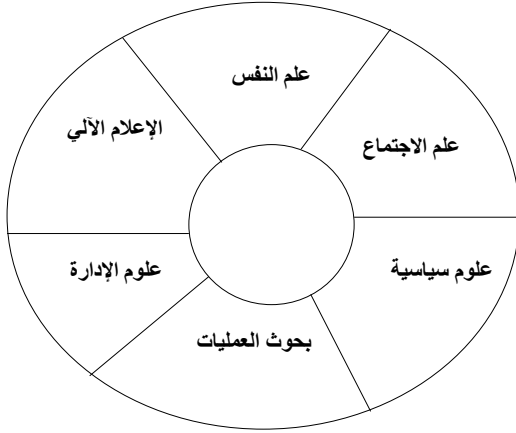 علم النفس
علم الاجتماع
علوم سياسية
بحوث العمليات
علوم الإدارة
الإعلام الآلي